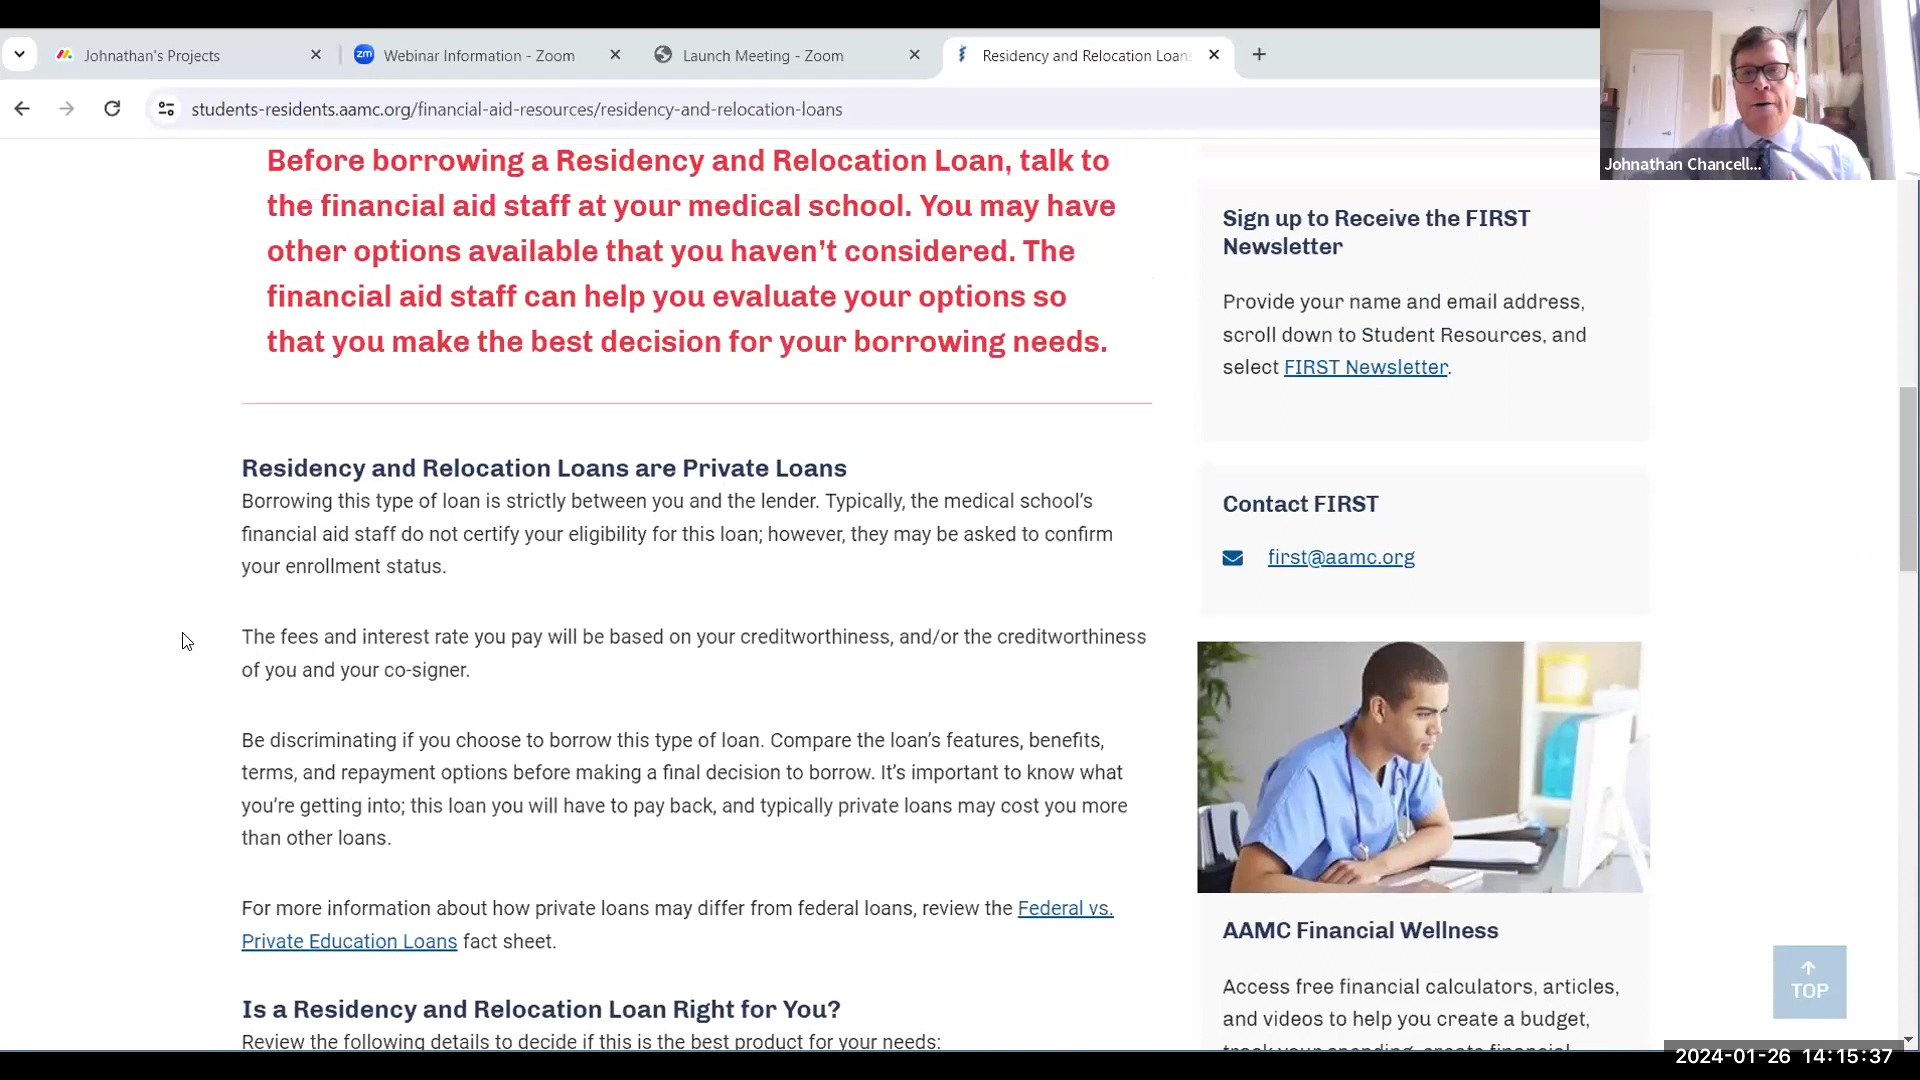 Johnathan's Projects
Webinar Information - Zoom
Launch Meeting - Zoom
Residency and Relocation Loans
students-residents.aamc.org/financial-aid-resources/residency-and-relocation-loans
Johnathan Chancell...
Before borrowing a Residency and Relocation Loan, talk to
the financial aid staff at your medical school. You may have
other options available that you haven't considered. The
financial aid staff can help you evaluate your options so
that you make the best decision for your borrowing needs.
Residency and Relocation Loans are Private Loans
Borrowing this type of loan is strictly between you and the lender. Typically, the medical school's
financial aid staff do not certify your eligibility for this loan; however, they may be asked to confirm
your enrollment status.
The fees and interest rate you pay will be based on your creditworthiness, and/or the creditworthiness
of you and your co-signer.
Be discriminating if you choose to borrow this type of loan. Compare the loan's features, benefits,
terms, and repayment options before making a final decision to borrow. It's important to know what
you're getting into; this loan you will have to pay back, and typically private loans may cost you more
than other loans.
For more information about how private loans may differ from federal loans, review the Federal vs.
Private Education Loans fact sheet.
Is a Residency and Relocation Loan Right for You?
Review the following details to decide if this is the best product for your needs:
Sign up to Receive the FIRST
Newsletter
Provide your name and email address,
scroll down to Student Resources, and
select FIRST Newsletter.
Contact FIRST
first@aamc.org
AAMC Financial Wellness
Access free financial calculators, articles,
and videos to help you create a budget,
track your spending, create financial
TOP
2024-01-26 14:15:37